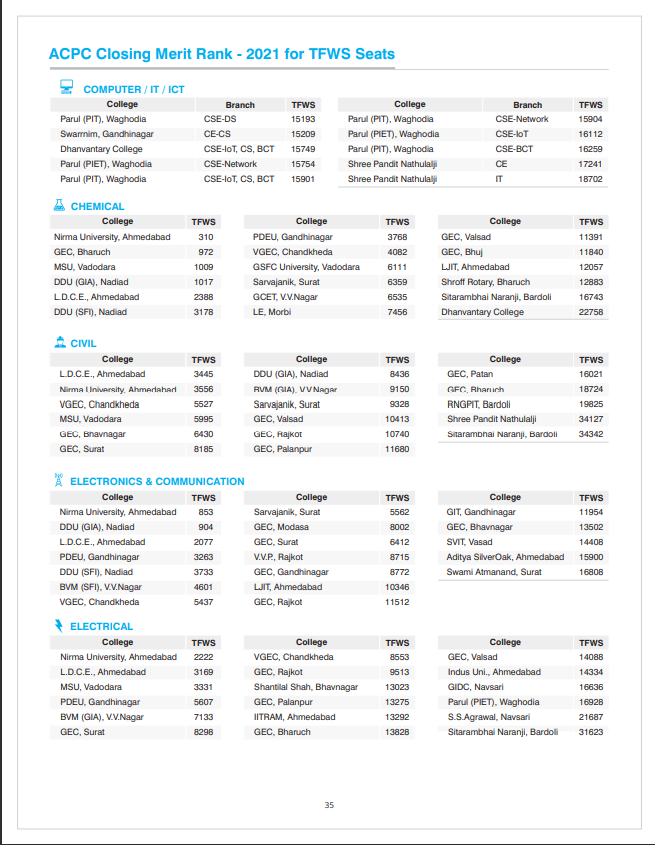 ACPC Closing Merit Rank - 2021 for TFWS Seats
COMPUTER / IT / ICT
College Branch TFWS College Branch TFWS
Parul (PIT), Waghodia CSE-DS 15193 Parul (PIT), Waghodia CSE-Network 15904
Swarrnim, Gandhinagar CE-CS 15209 Parul (PIET), Waghodia CSE-IoT 16112
Dhanvantary College CSE-IoT, CS, BCT 15749 Parul (PIT), Waghodia CSE-BCT 16259
Parul (PIET), Waghodia CSE-Network 15754 Shree Pandit Nathulalji CE 17241
Parul (PIT), Waghodia CSE-IoT, CS, BCT 15901 Shree Pandit Nathulalji IT 18702
CHEMICAL
College TFWS College TFWS College TFWS
Nirma University, Ahmedabad 310 PDEU, Gandhinagar 3768 GEC, Valsad 11391
GEC, Bharuch 972 VGEC, Chandkheda 4082 GEC, Bhuj 11840
MSU, Vadodara 1009 GSFC University, Vadodara 6111 LJIT, Ahmedabad 12057
DDU (GIA), Nadiad 1017 Sarvajanik, Surat 6359 Shroff Rotary, Bharuch 12883
L.D.C.E., Ahmedabad 2388 GCET, V.V.Nagar 6535 Sitarambhai Naranji, Bardoli 16743
DDU (SFI), Nadiad 3178 LE, Morbi 7456 Dhanvantary College 22758
CIVIL
College TFWS College TFWS College TFWS
L.D.C.E., Ahmedabad 3445 DDU (GIA), Nadiad 8436 GEC, Patan 16021
Nirma University, Ahmedabad 3556 BVM (GIA), V.V.Nagar 9150 GEC, Bharuch 18724
VGEC, Chandkheda 5527 Sarvajanik, Surat 9328 RNGPIT, Bardoli 19825
MSU, Vadodara 5995 GEC, Valsad 10413 Shree Pandit Nathulalji 34127
GEC, Bhavnagar 6430 GEC, Rajkot 10740 Sitarambhai Naranji, Bardoli 34342
GEC, Surat 8185 GEC, Palanpur 11680
ELECTRONICS & COMMUNICATION
College TFWS College TFWS College TFWS
Nirma University, Ahmedabad 853 Sarvajanik, Surat 5562 GIT, Gandhinagar 11954
DDU (GIA), Nadiad 904 GEC, Modasa 8002 GEC, Bhavnagar 13502
L.D.C.E., Ahmedabad 2077 GEC, Surat 6412 SVIT, Vasad 14408
PDEU, Gandhinagar 3263 V.V.P., Rajkot 8715 Aditya SilverOak, Ahmedabad 15900
DDU (SFI), Nadiad 3733 GEC, Gandhinagar 8772 Swami Atmanand, Surat 16808
BVM (SFI), V.V.Nagar 4601 LJIT, Ahmedabad 10346
VGEC, Chandkheda 5437 GEC, Rajkot 11512
ELECTRICAL
College TFWS College TFWS College TFWS
Nirma University, Ahmedabad 2222 VGEC, Chandkheda 8553 GEC, Valsad 14088
L.D.C.E., Ahmedabad 3169 GEC, Rajkot 9513 Indus Uni., Ahmedabad 14334
MSU, Vadodara 3331 Shantilal Shah, Bhavnagar 13023 GIDC, Navsari 16636
PDEU, Gandhinagar 5607 GEC, Palanpur 13275 Parul (PIET), Waghodia 16928
BVM (GIA), V.V.Nagar 7133 IITRAM, Ahmedabad 13292 S.S.Agrawal, Navsari 21687
GEC, Surat 8298 GEC, Bharuch 13828 Sitarambhai Naranji, Bardoli 31623
35